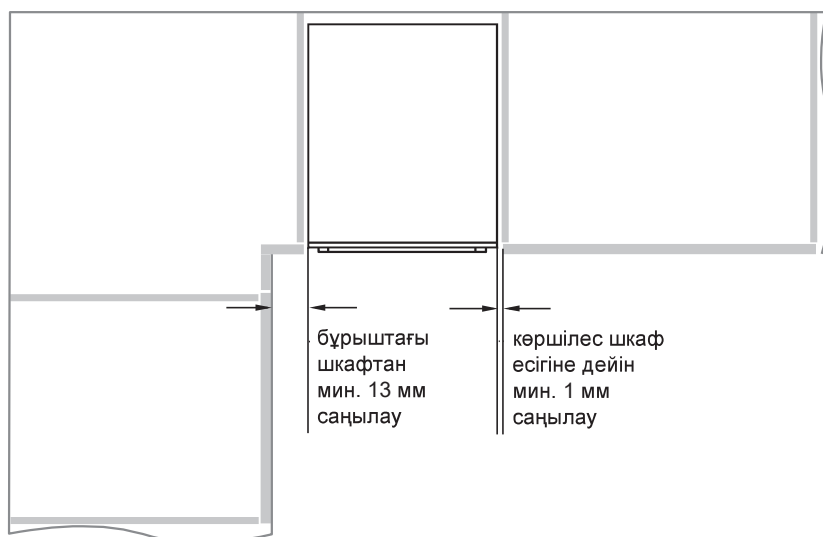 бұрыштағы
шкафтан
мин. 13 мм
саңылау
көршілес шкаф
есігіне дейін
мин. 1 мм
саңылау